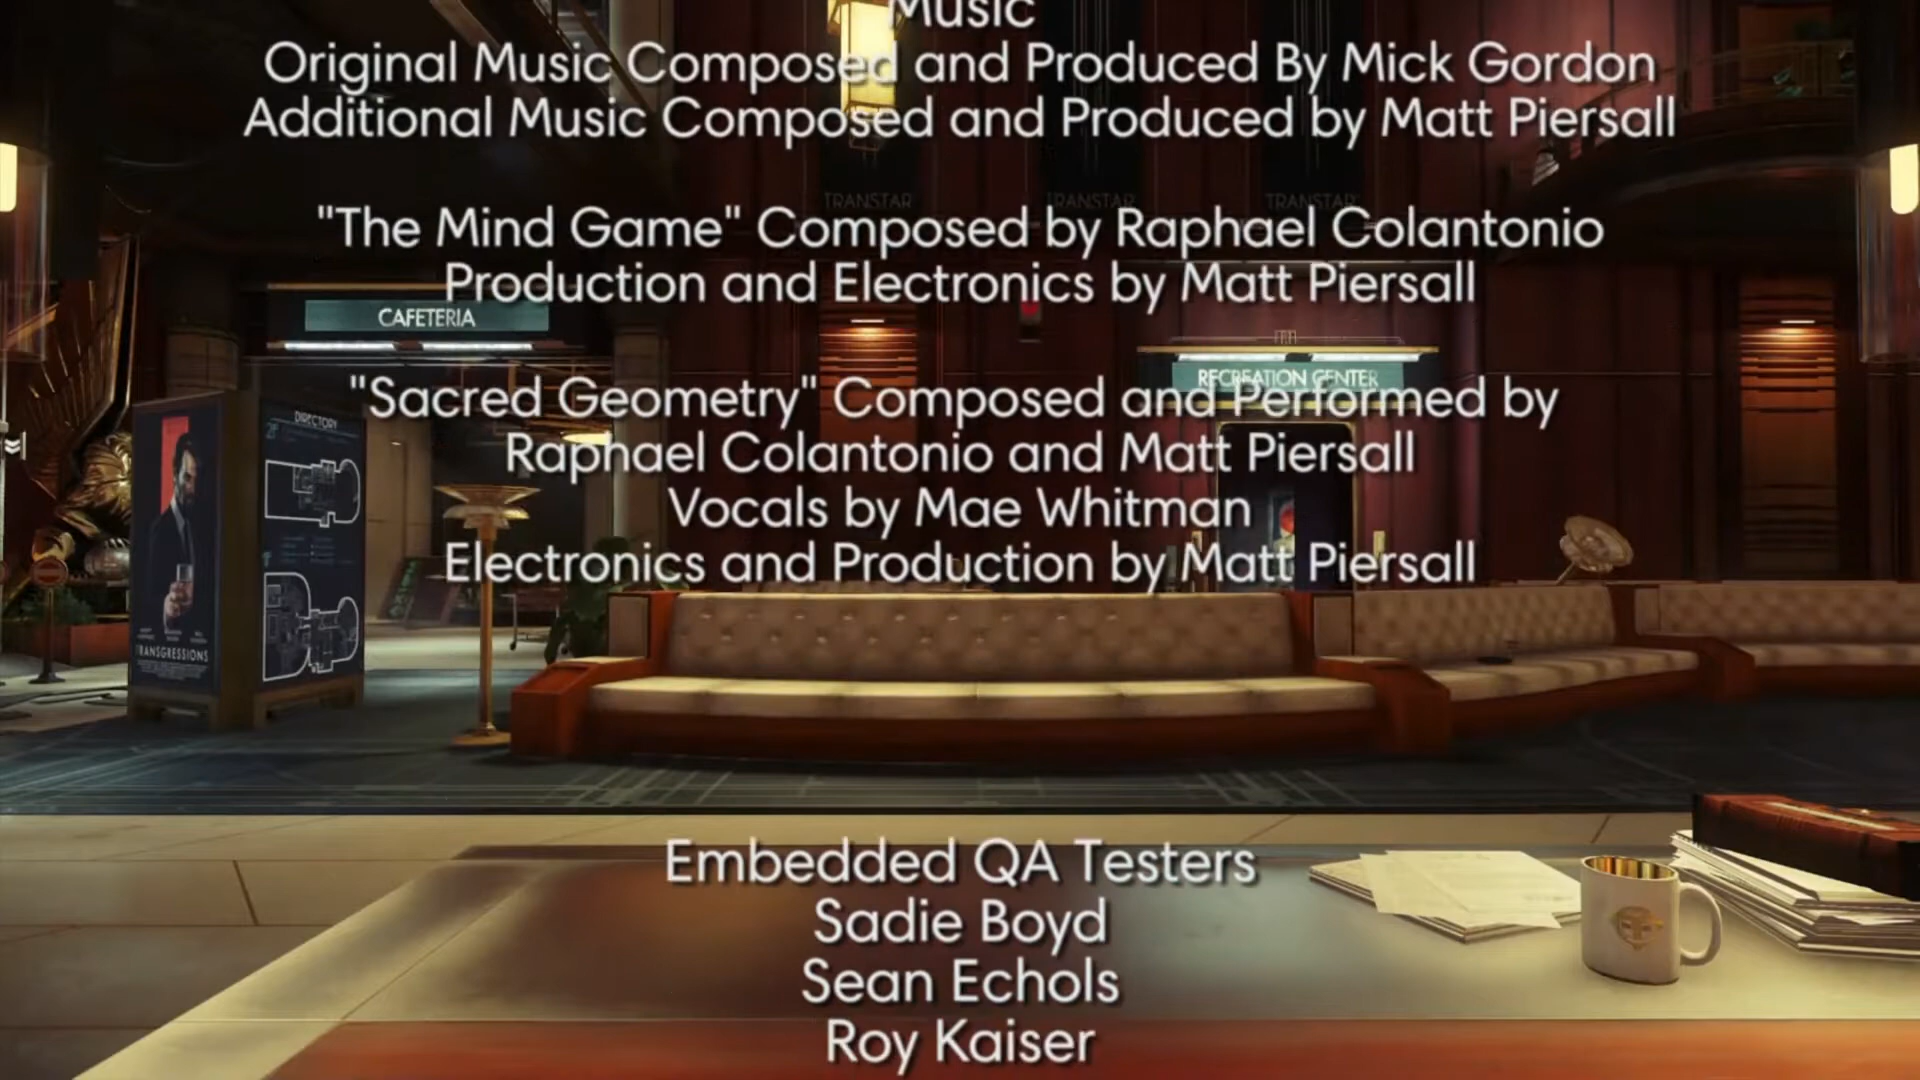 Music
Original Music Composed and Produced By Mick Gordon
Additional Music Composed and Produced by Matt Piersall
TRANSTAR
TRANSTAR
TRANSTAR
"The Mind Game" Composed by Raphael Colantonio
Production and Electronics by Matt Piersall
CAFETERIA
RECREATION CENTER
"Sacred Geometry" Composed and Performed by
Raphael Colantonio and Matt Piersall
Vocals by Mae Whitman
Electronics and Production by Matt Piersall
DIRECTORY
TRANSGRESSIONS
Embedded QA Testers
Sadie Boyd
Sean Echols
Roy Kaiser